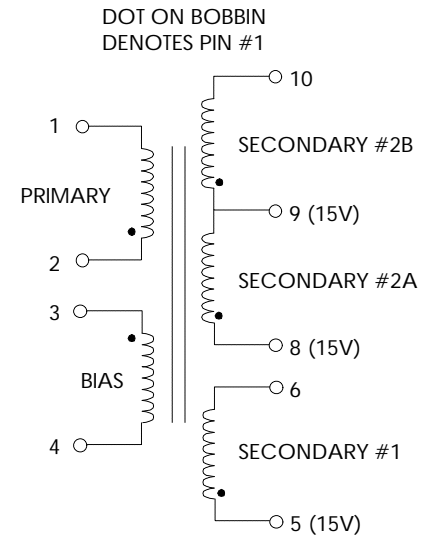 DOT ON BOBBIN
DENOTES PIN #1
10
1
SECONDARY #2B
PRIMARY
9 (15V)
2
SECONDARY #2A
3
8 (15V)
BIAS
6
4
SECONDARY #1
5 (15V)